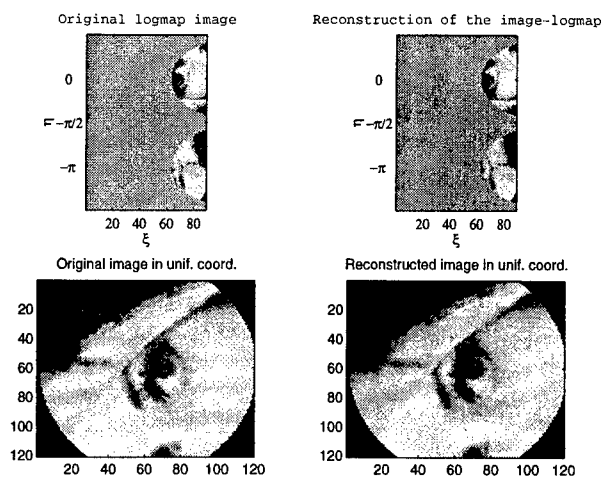 Original logmap image
Reconstruction of the image-logmap
0
η -π/2
-π
20 40 60 80
ξ
0
η -π/2
-π
20 40 60 80
ξ
Original image in unif. coord.
20
40
60
80
100
120
20 40 60 80 100 120
Reconstructed image in unif. coord.
20
40
60
80
100
120
20 40 60 80 100 120